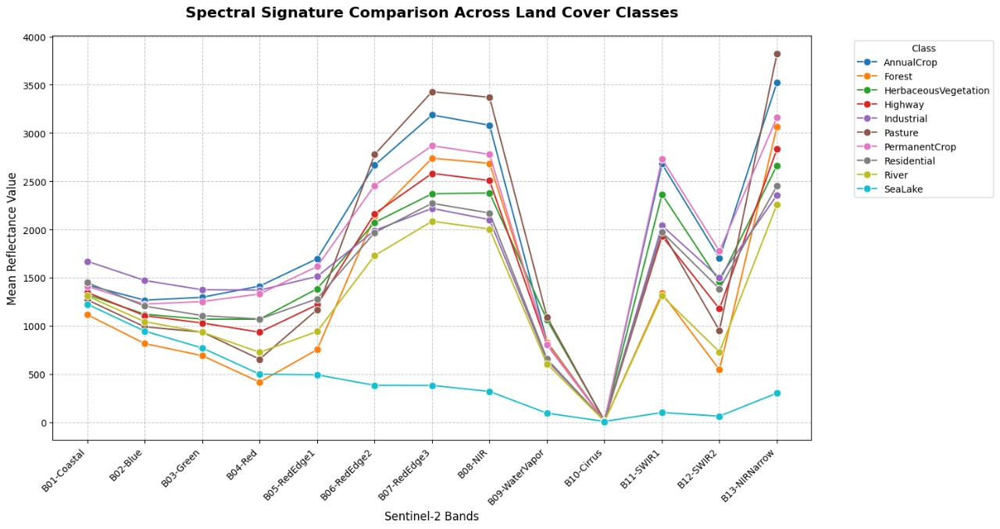 Spectral Signature Comparison Across Land Cover Classes
Mean Reflectance Value
4000
3500
3000
2500
2000
1500
1000
500
0
B01-Coastal
B02-Blue
B03-Green
B04-Red
B05-RedEdge1
B06-RedEdge2
B07-RedEdge3
B08-NIR
B09-WaterVapor
B10-Cirrus
B11-SWIR1
B12-SWIR2
B13-NIRNarrow
Sentinel-2 Bands
Class
AnnualCrop
Forest
HerbaceousVegetation
Highway
Industrial
Pasture
PermanentCrop
Residential
River
SeaLake